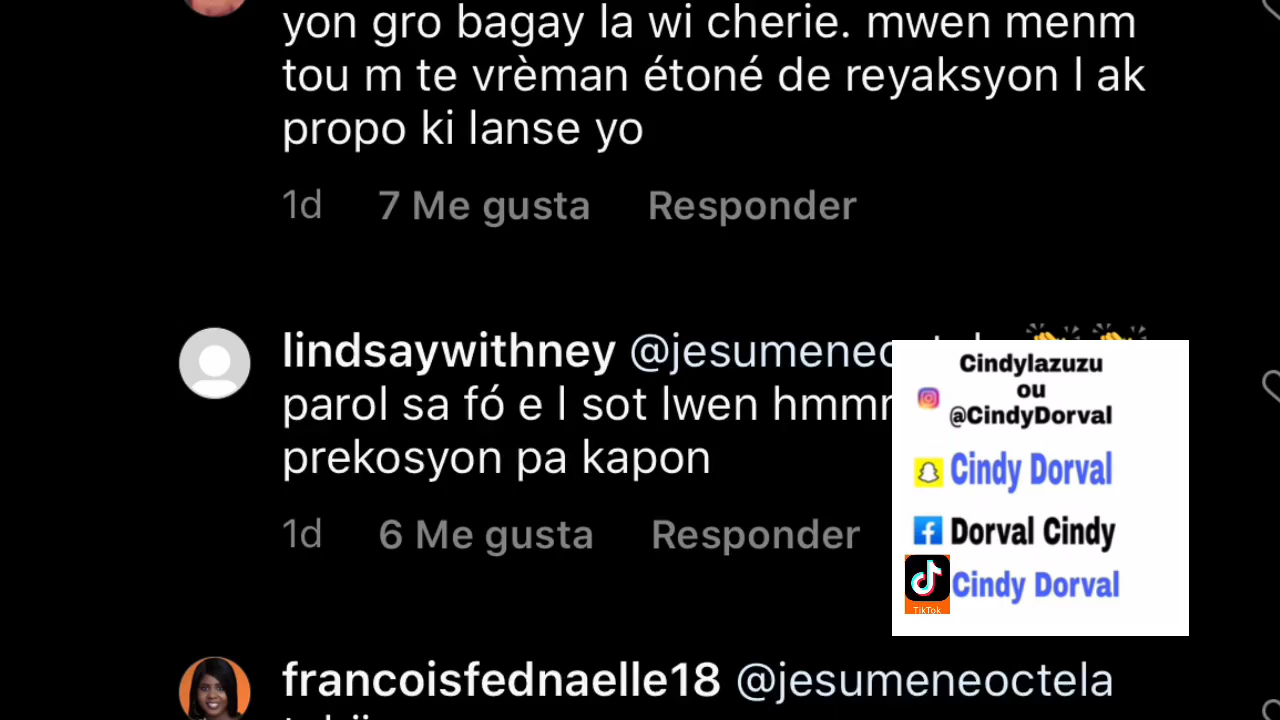 yon gro bagay la wi cherie. mwen menm
tou m te vrèman étoné de reyaksyon l ak
propo ki lanse yo
1d 7 Me gusta Responder
lindsaywithney
parol sa fó e l sot lwen
prekosyon pa kapon
1d 6 Me gusta Responder
Cindylazuzu
ou
@CindyDorval
Cindy Dorval
Dorval Cindy
TikTok
Cindy Dorval
francoisfednaelle18 @jesumeneoctela